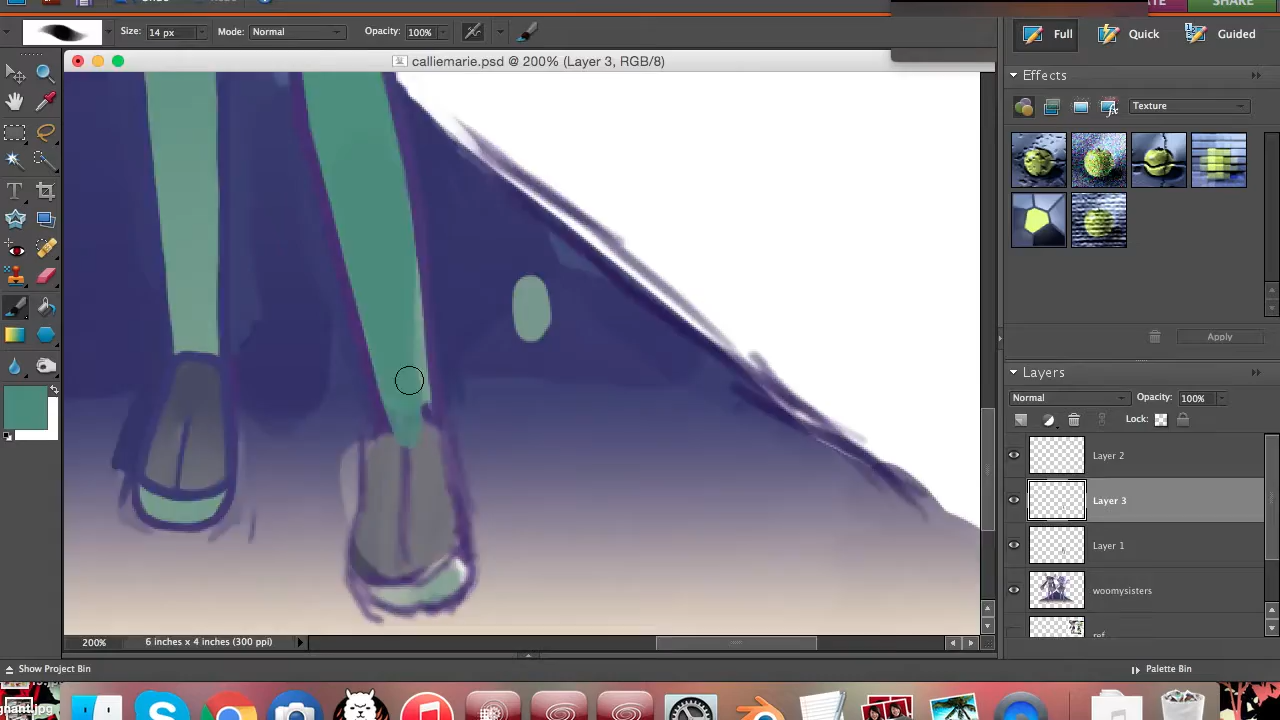 SHARE
Size: 14 px Mode: Normal Opacity: 100%
Full Quick Guided
calliemarie.psd @ 200% (Layer 3, RGB/8)
Effects
Texture
Apply
Layers
Normal Opacity: 100%
Lock:
Layer 2
Layer 3
Layer 1
woomysisters
ref
200% 6 inches x 4 inches (300 ppi)
Show Project Bin Palette Bin